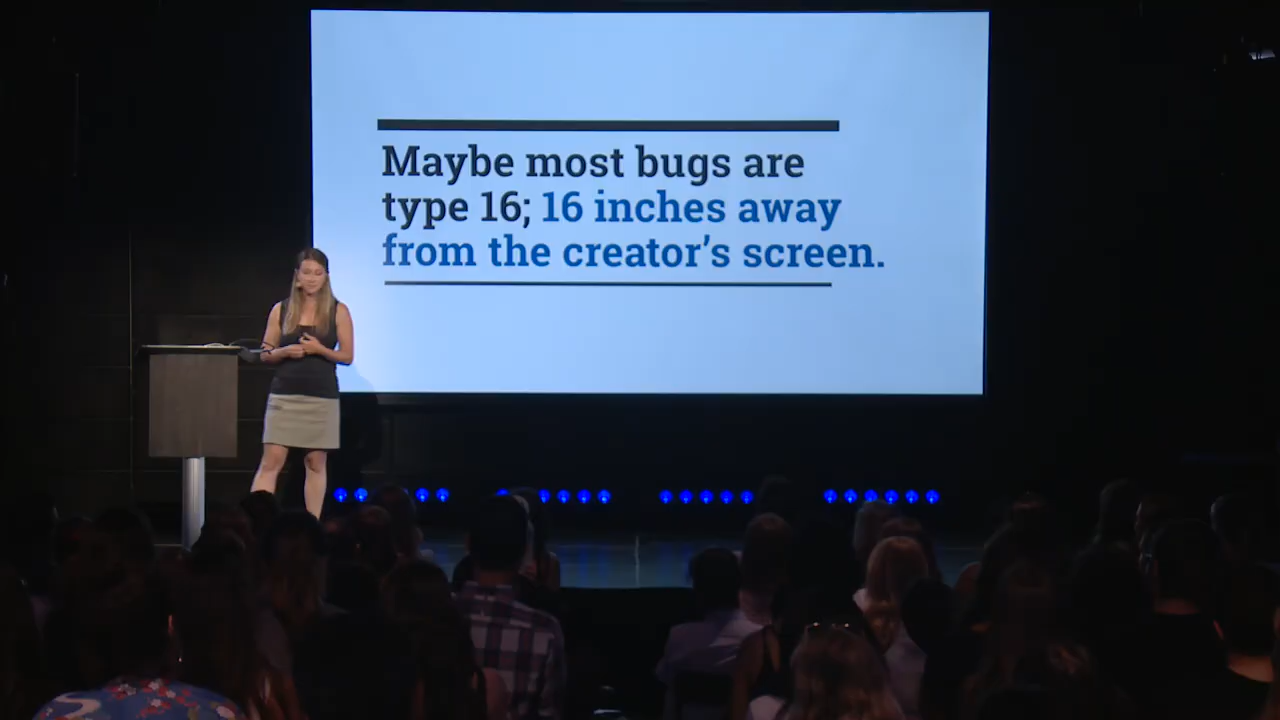 Maybe most bugs are
type 16; 16 inches away
from the creator's screen.